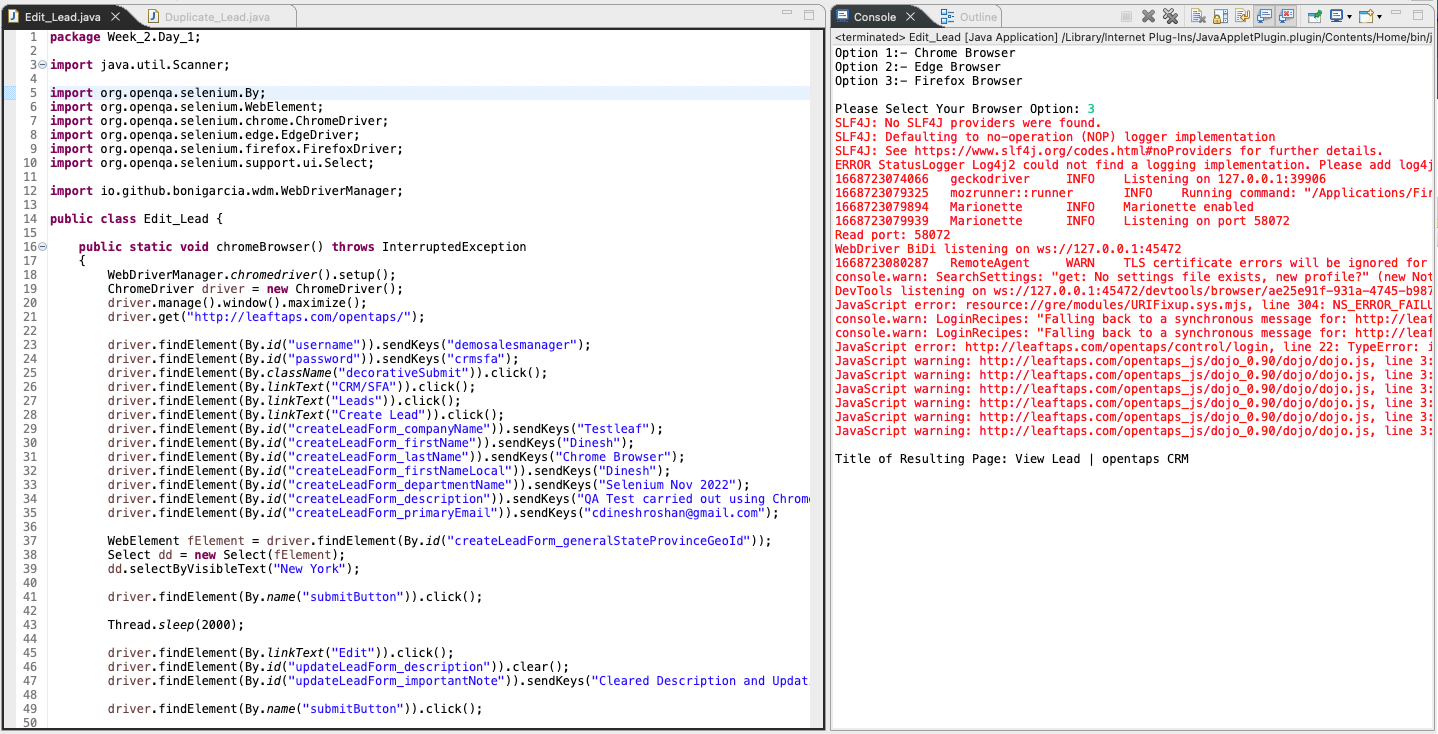 Edit_Lead.java
Duplicate_Lead.java
1 package Week_2.Day_1;
2
3 import java.util.Scanner;
4
5 import org.openqa.selenium.By;
6 import org.openqa.selenium.WebElement;
7 import org.openqa.selenium.chrome.ChromeDriver;
8 import org.openqa.selenium.edge.EdgeDriver;
9 import org.openqa.selenium.firefox.FirefoxDriver;
10 import org.openqa.selenium.support.ui.Select;
11
12 import io.github.bonigarcia.wdm.WebDriverManager;
13
14 public class Edit_Lead {
15
16 public static void chromeBrowser() throws InterruptedException
17 {
18 WebDriverManager.chromedriver().setup();
19 ChromeDriver driver = new ChromeDriver();
20 driver.manage().window().maximize();
21 driver.get("http://leaftaps.com/opentaps/");
22
23 driver.findElement(By.id("username")).sendKeys("demosalesmanager");
24 driver.findElement(By.id("password")).sendKeys("crmsfa");
25 driver.findElement(By.className("decorativeSubmit")).click();
26 driver.findElement(By.linkText("CRM/SFA")).click();
27 driver.findElement(By.linkText("Leads")).click();
28 driver.findElement(By.linkText("Create Lead")).click();
29 driver.findElement(By.id("createLeadForm_companyName")).sendKeys("Testleaf");
30 driver.findElement(By.id("createLeadForm_firstName")).sendKeys("Dinesh");
31 driver.findElement(By.id("createLeadForm_lastName")).sendKeys("Chrome Browser");
32 driver.findElement(By.id("createLeadForm_firstNameLocal")).sendKeys("Dinesh");
33 driver.findElement(By.id("createLeadForm_departmentName")).sendKeys("Selenium Nov 2022");
34 driver.findElement(By.id("createLeadForm_description")).sendKeys("QA Test carried out using Chrom
35 driver.findElement(By.id("createLeadForm_primaryEmail")).sendKeys("cdineshroshan@gmail.com");
36
37 WebElement fElement = driver.findElement(By.id("createLeadForm_generalStateProvinceGeoId"));
38 Select dd = new Select(fElement);
39 dd.selectByVisibleText("New York");
40
41 driver.findElement(By.name("submitButton")).click();
42
43 Thread.sleep(2000);
44
45 driver.findElement(By.linkText("Edit")).click();
46 driver.findElement(By.id("updateLeadForm_description")).clear();
47 driver.findElement(By.id("updateLeadForm_importantNote")).sendKeys("Cleared Description and Updat
48
49 driver.findElement(By.name("submitButton")).click();
50
Console
Outline
<terminated> Edit_Lead [Java Application] /Library/Internet Plug-Ins/JavaAppletPlugin.plugin/Contents/Home/bin/j
Option 1:- Chrome Browser
Option 2:- Edge Browser
Option 3:- Firefox Browser
Please Select Your Browser Option: 3
SLF4J: No SLF4J providers were found.
SLF4J: Defaulting to no-operation (NOP) logger implementation
SLF4J: See https://www.slf4j.org/codes.html#noProviders for further details.
ERROR StatusLogger Log4j2 could not find a logging implementation. Please add log4j
1668723074066 geckodriver INFO Listening on 127.0.0.1:39906
1668723079325 mozrunner::runner INFO Running command: "/Applications/Fir
1668723079894 Marionette INFO Marionette enabled
1668723079939 Marionette INFO Listening on port 58072
Read port: 58072
WebDriver BiDi listening on ws://127.0.0.1:45472
1668723080287 RemoteAgent WARN TLS certificate errors will be ignored for
console.warn: SearchSettings: "get: No settings file exists, new profile?" (new Not
DevTools listening on ws://127.0.0.1:45472/devtools/browser/ae25e91f-931a-4745-b987
JavaScript error: resource://gre/modules/URIFixup.sys.mjs, line 304: NS_ERROR_FAILU
console.warn: LoginRecipes: "Falling back to a synchronous message for: http://leaf
console.warn: LoginRecipes: "Falling back to a synchronous message for: http://leaf
JavaScript error: http://leaftaps.com/opentaps/control/login, line 22: TypeError: i
JavaScript warning: http://leaftaps.com/opentaps_js/dojo_0.90/dojo/dojo.js, line 3:
JavaScript warning: http://leaftaps.com/opentaps_js/dojo_0.90/dojo/dojo.js, line 3:
JavaScript warning: http://leaftaps.com/opentaps_js/dojo_0.90/dojo/dojo.js, line 3:
JavaScript warning: http://leaftaps.com/opentaps_js/dojo_0.90/dojo/dojo.js, line 3:
JavaScript warning: http://leaftaps.com/opentaps_js/dojo_0.90/dojo/dojo.js, line 3:
JavaScript warning: http://leaftaps.com/opentaps_js/dojo_0.90/dojo/dojo.js, line 3:
Title of Resulting Page: View Lead | opentaps CRM